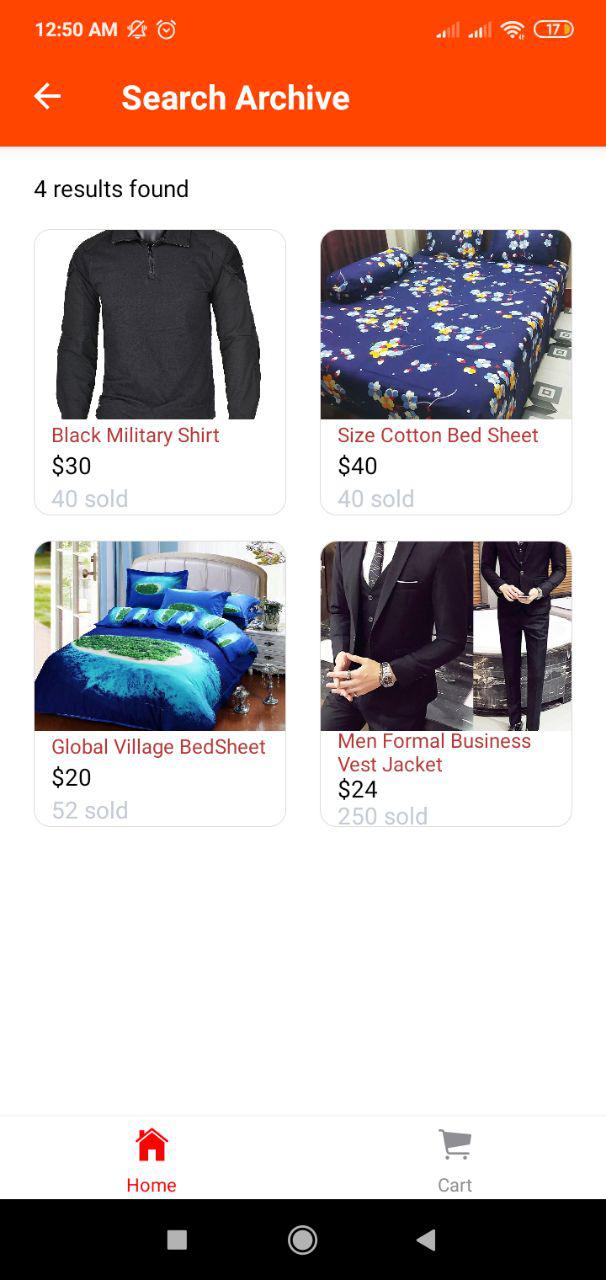 12:50 AM
17
Search Archive
4 results found
Black Military Shirt
$30
40 sold
Size Cotton Bed Sheet
$40
40 sold
Global Village BedSheet
$20
52 sold
Men Formal Business
Vest Jacket
$24
250 sold
Home
Cart